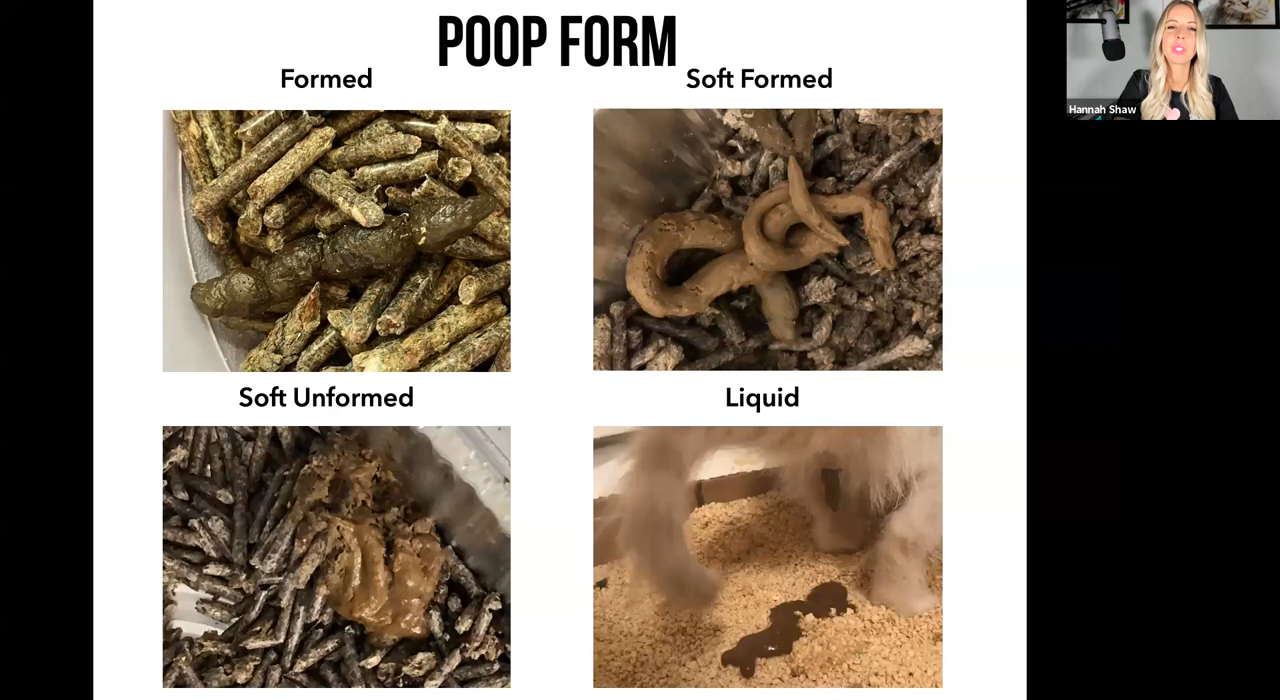 POOP FORM
Formed
Soft Formed
Soft Unformed
Liquid
Hannah Shaw